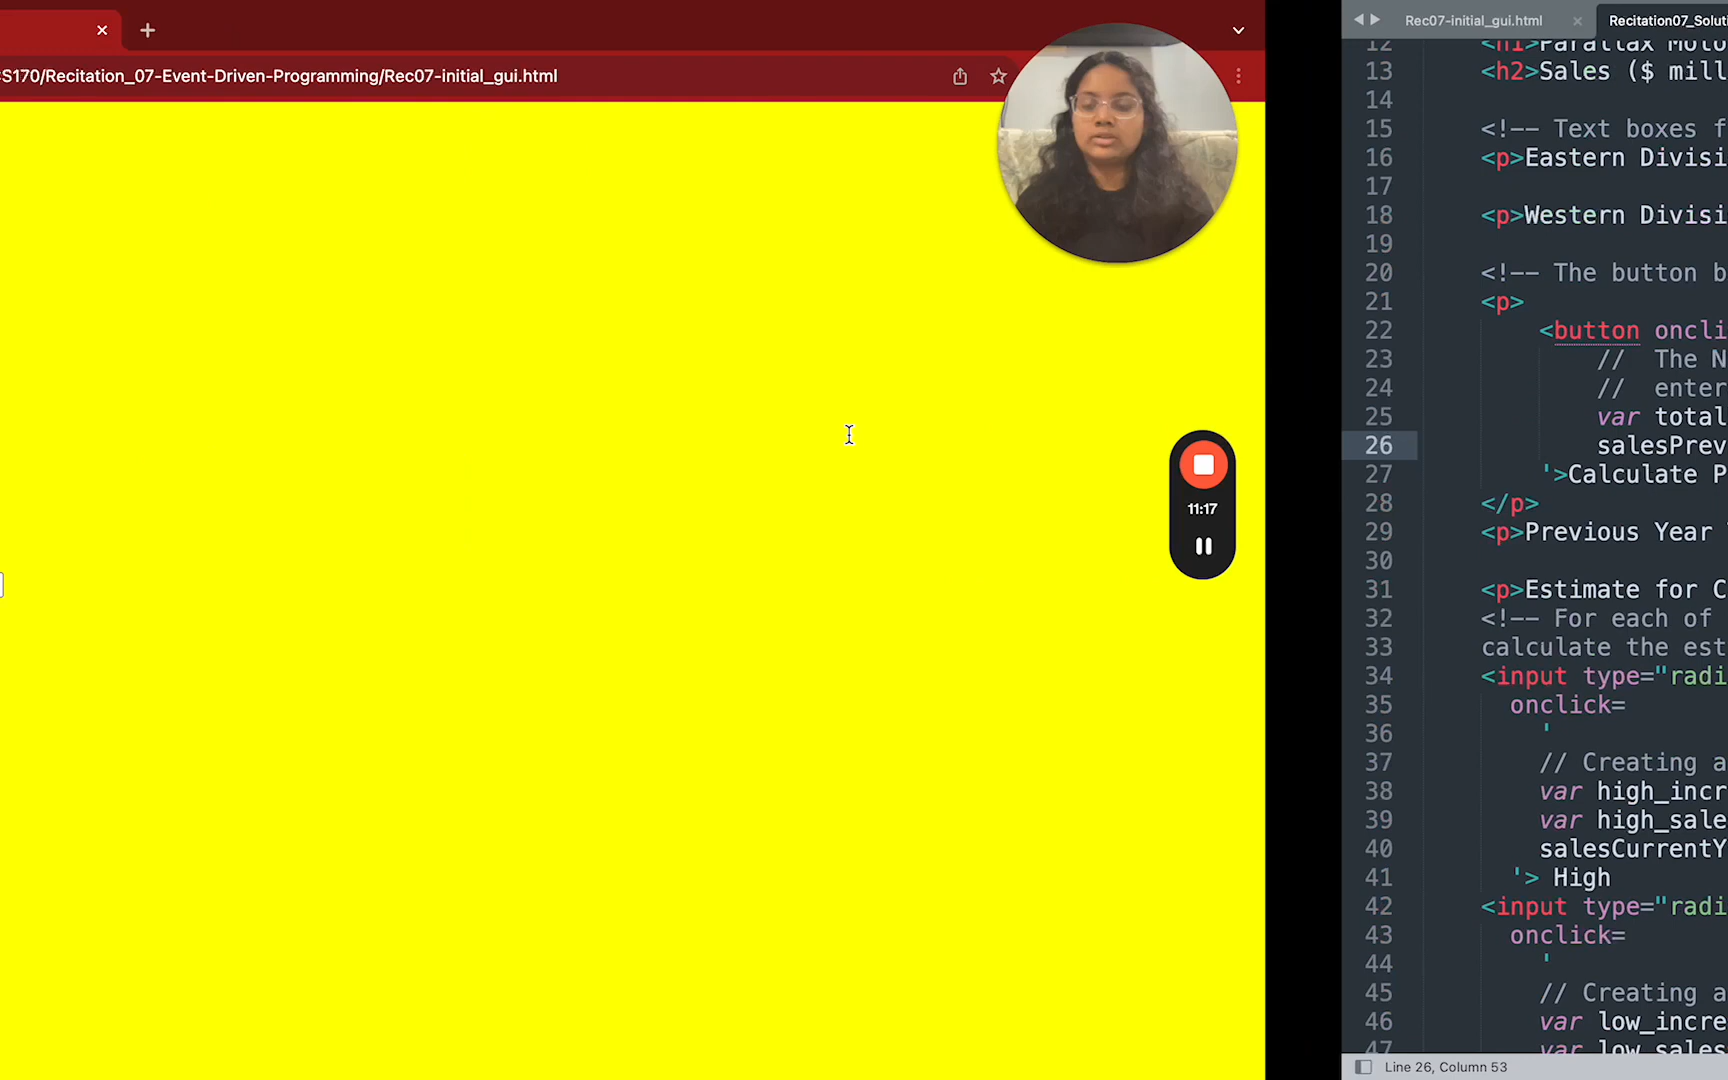 S170/Recitation_07-Event-Driven-Programming/Rec07-initial_gui.html
11:17
Rec07-initial_gui.html
Recitation07_Soluti
12 <h1>Parallax Moto
13 <h2>Sales ($ mill
14
15 <!-- Text boxes f
16 <p>Eastern Divisi
17
18 <p>Western Divisi
19
20 <!-- The button b
21 <p>
22 <button oncli
23 // The N
24 // enter
25 var total
26 salesPrev
27 '>Calculate P
28 </p>
29 <p>Previous Year
30
31 <p>Estimate for C
32 <!-- For each of
33 calculate the est
34 <input type="radi
35 onclick=
36 '
37 // Creating a
38 var high_incr
39 var high_sale
40 salesCurrentY
41 '> High
42 <input type="radi
43 onclick=
44 '
45 // Creating a
46 var low_incre
47 var low_sales
Line 26, Column 53